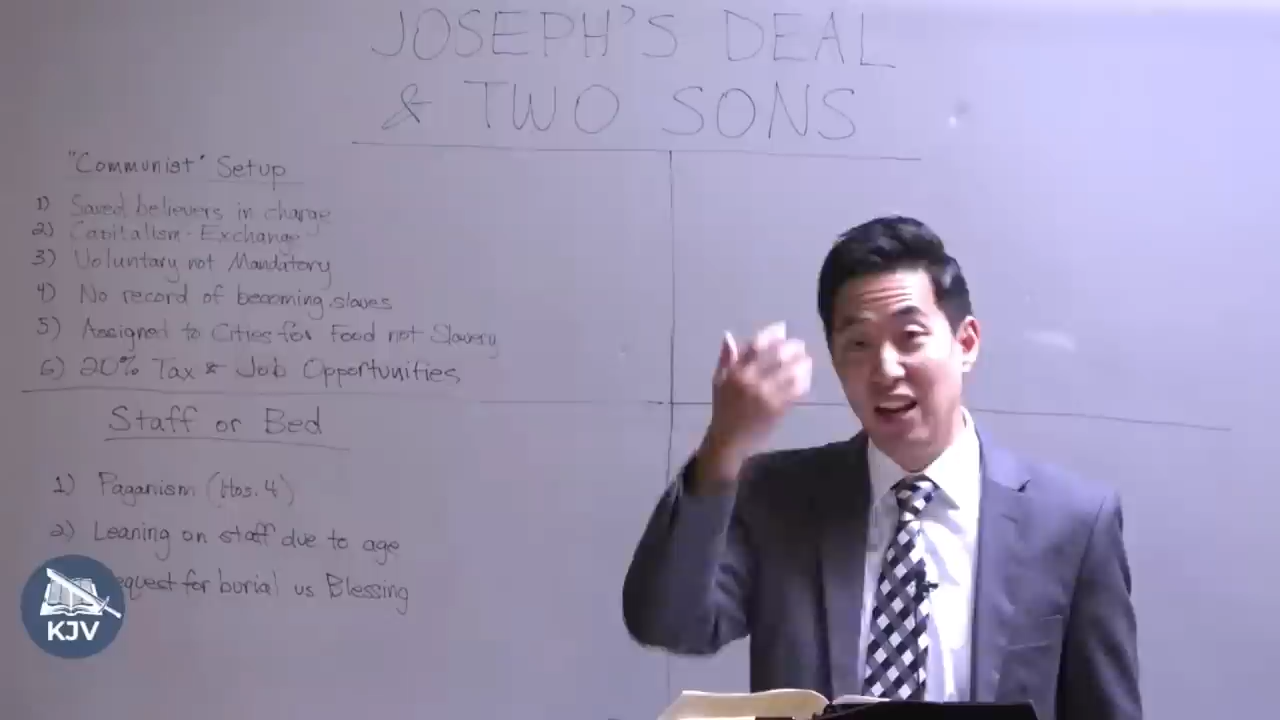 JOSEPH'S DEAL
& TWO SONS
"Communist" Setup
1) Saved believers in charge
2) Capitalism - Exchange
3) Voluntary not Mandatory
4) No record of becoming slaves
5) Assigned to Cities for Food not Slavery
6) 20% Tax & Job Opportunities
Staff or Bed
1) Paganism (Hos. 4)
2) Leaning on staff due to age
equest for burial vs Blessing
KJV